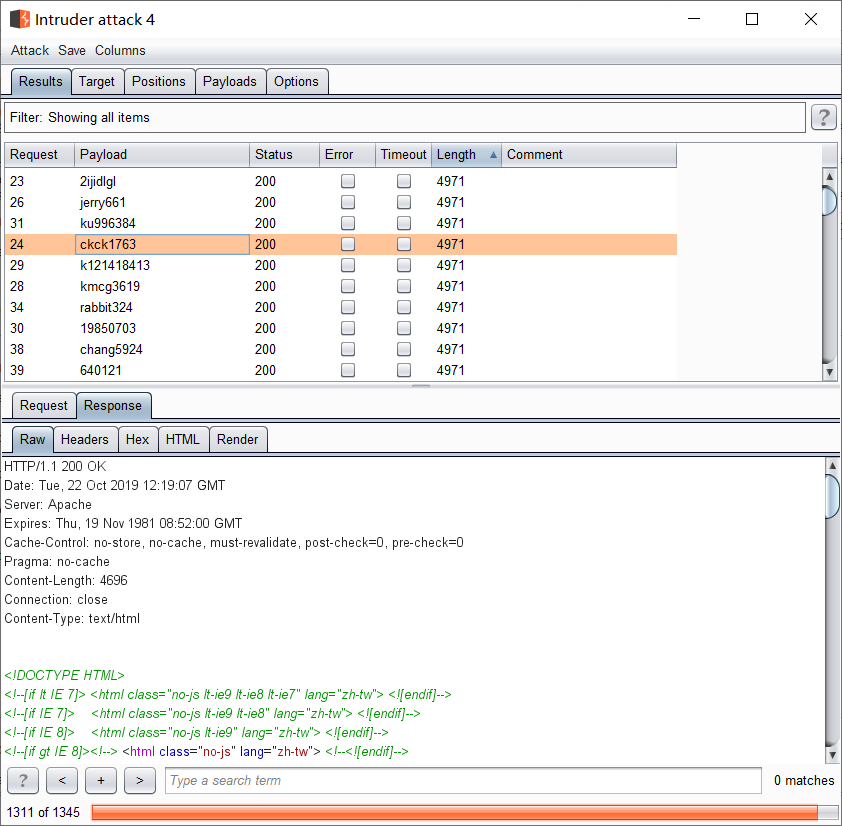 Intruder attack 4
Attack Save Columns
Results Target Positions Payloads Options
Filter: Showing all items ?
Request Payload Status Error Timeout Length Comment
23 2ijidlgl 200 4971
26 jerry661 200 4971
31 ku996384 200 4971
24 ckck1763 200 4971
29 k121418413 200 4971
28 kmcg3619 200 4971
34 rabbit324 200 4971
30 19850703 200 4971
38 chang5924 200 4971
39 640121 200 4971
Request Response
Raw Headers Hex HTML Render
HTTP/1.1 200 OK
Date: Tue, 22 Oct 2019 12:19:07 GMT
Server: Apache
Expires: Thu, 19 Nov 1981 08:52:00 GMT
Cache-Control: no-store, no-cache, must-revalidate, post-check=0, pre-check=0
Pragma: no-cache
Content-Length: 4696
Connection: close
Content-Type: text/html
<!DOCTYPE HTML>
<!--[if lt IE 7]> <html class="no-js lt-ie9 lt-ie8 lt-ie7" lang="zh-tw"> <![endif]-->
<!--[if IE 7]> <html class="no-js lt-ie9 lt-ie8" lang="zh-tw"> <![endif]-->
<!--[if IE 8]> <html class="no-js lt-ie9" lang="zh-tw"> <![endif]-->
<!--[if gt IE 8]><!--> <html class="no-js" lang="zh-tw"> <!--<![endif]-->
? < + > Type a search term 0 matches
1311 of 1345